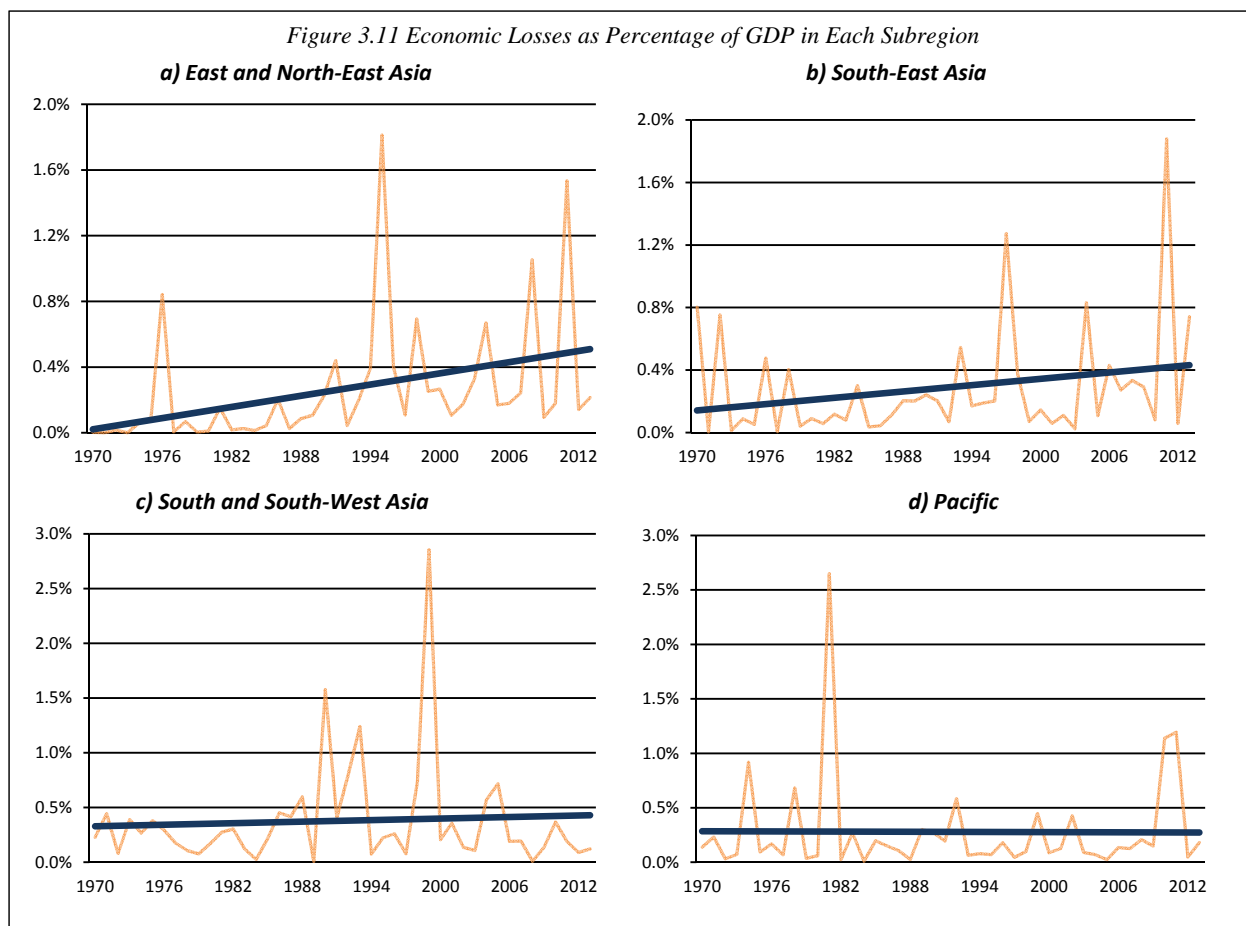 Figure 3.11 Economic Losses as Percentage of GDP in Each Subregion
a) East and North-East Asia
2.0%
1.6%
1.2%
0.8%
0.4%
0.0%
1970 1976 1982 1988 1994 2000 2006 2012
b) South-East Asia
2.0%
1.6%
1.2%
0.8%
0.4%
0.0%
1970 1976 1982 1988 1994 2000 2006 2012
c) South and South-West Asia
3.0%
2.5%
2.0%
1.5%
1.0%
0.5%
0.0%
1970 1976 1982 1988 1994 2000 2006 2012
d) Pacific
3.0%
2.5%
2.0%
1.5%
1.0%
0.5%
0.0%
1970 1976 1982 1988 1994 2000 2006 2012